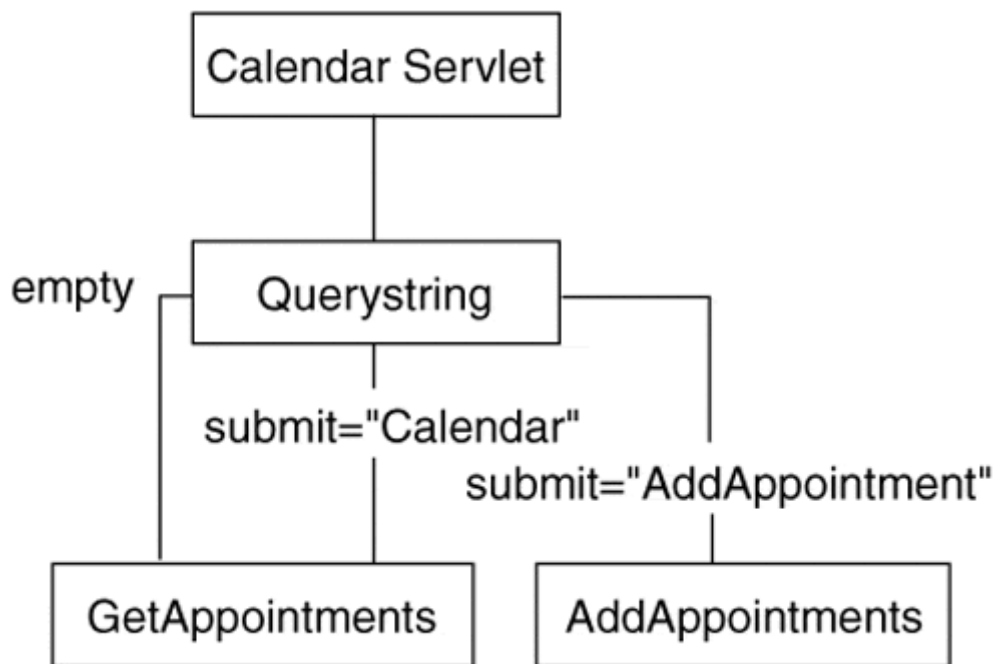 Calendar Servlet
empty
Querystring
submit="Calendar"
submit="AddAppointment"
GetAppointments
AddAppointments